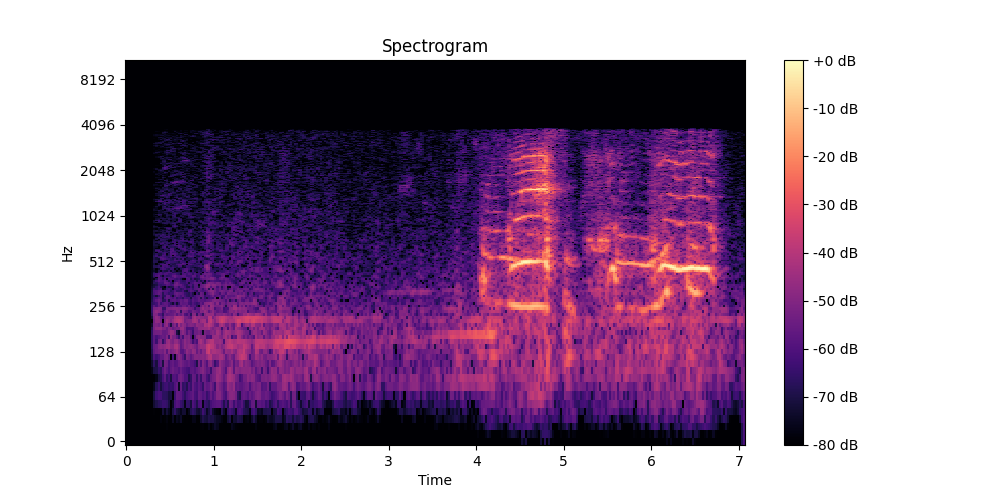 Spectrogram
8192
4096
2048
1024
512
256
128
64
0
Hz
0 1 2 3 4 5 6 7
Time
+0 dB
-10 dB
-20 dB
-30 dB
-40 dB
-50 dB
-60 dB
-70 dB
-80 dB